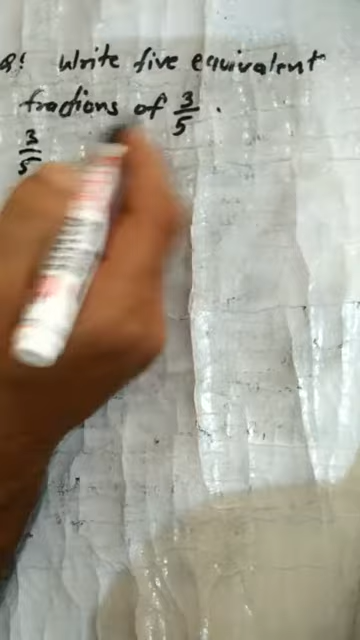 Q: Write five equivalent
fractions of 3/5 .
3/5